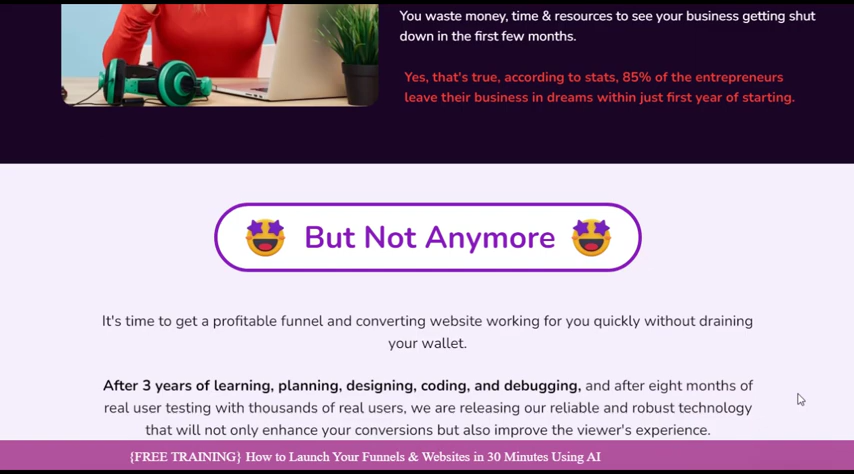 You waste money, time & resources to see your business getting shut
down in the first few months.
Yes, that's true, according to stats, 85% of the entrepreneurs
leave their business in dreams within just first year of starting.
But Not Anymore
It's time to get a profitable funnel and converting website working for you quickly without draining
your wallet.
After 3 years of learning, planning, designing, coding, and debugging, and after eight months of
real user testing with thousands of real users, we are releasing our reliable and robust technology
that will not only enhance your conversions but also improve the viewer's experience.
{FREE TRAINING} How to Launch Your Funnels & Websites in 30 Minutes Using AI